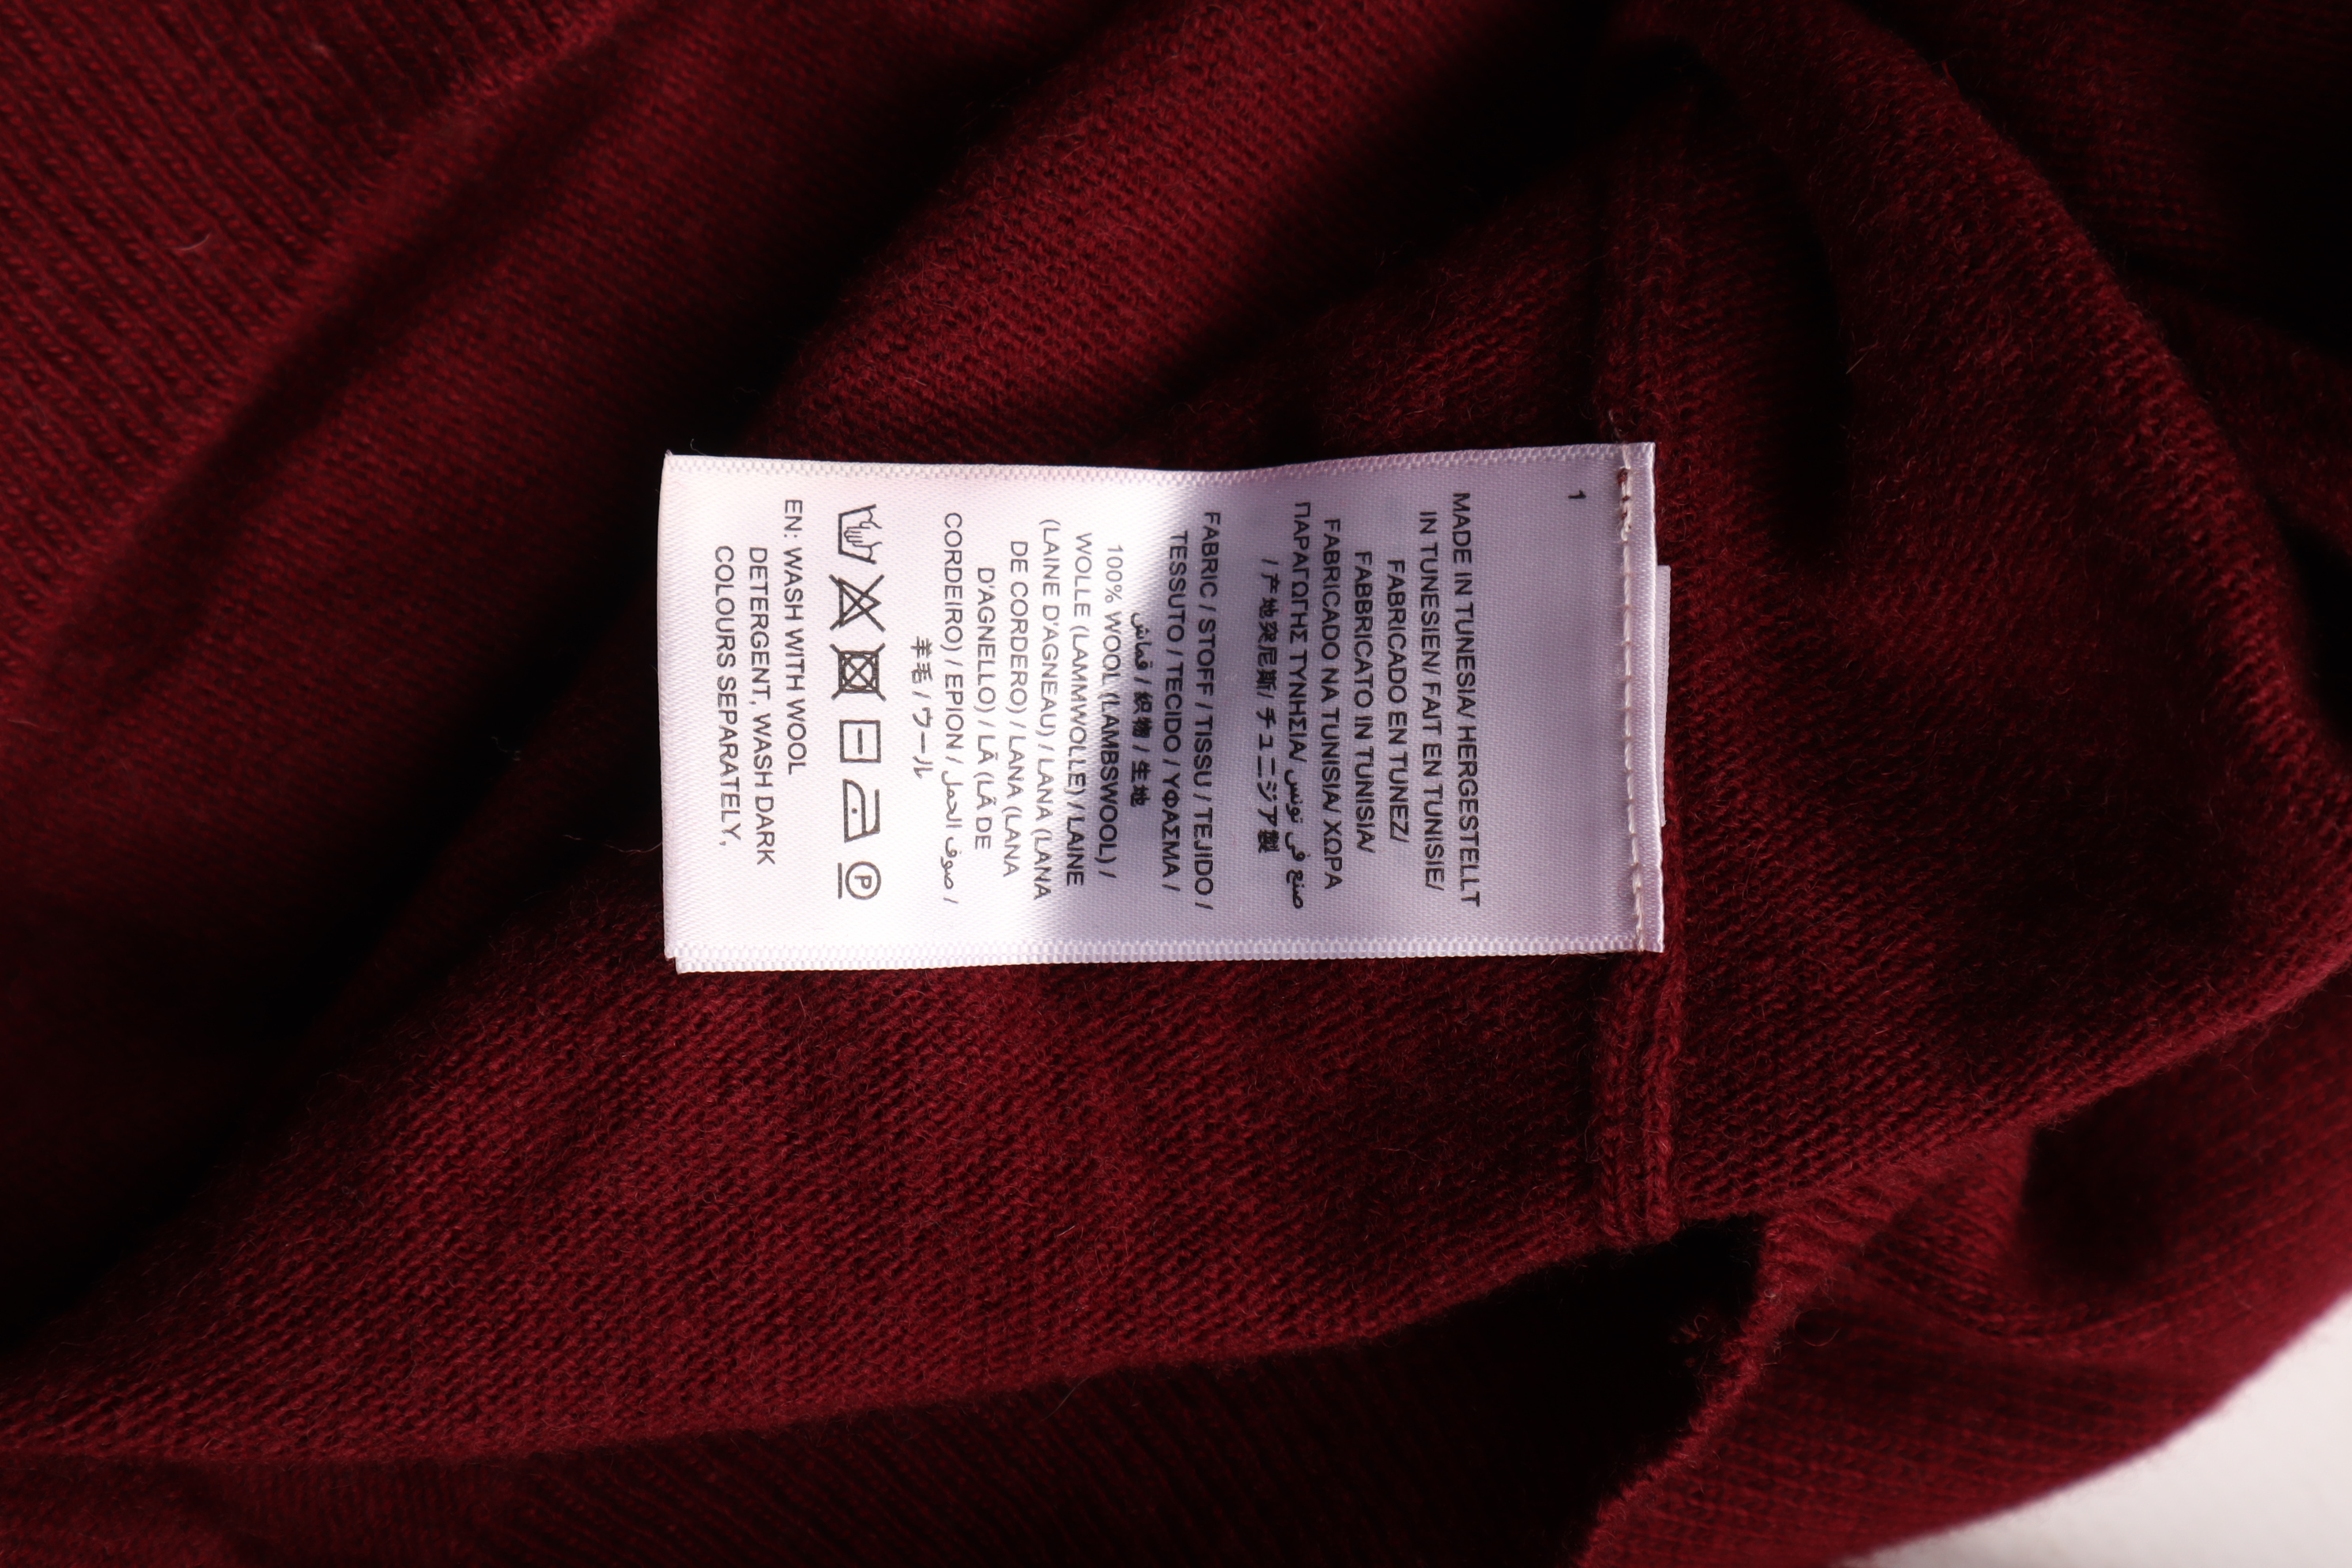 1
MADE IN TUNESIA/ HERGESTELLT
IN TUNESIEN/ FAIT EN TUNISIE/
FABRICADO EN TUNEZ/
FABBRICATO IN TUNISIA/
FABRICADO NA TUNISIA/ ΧΩΡΑ
ΠΑΡΑΓΩΓΗΣ ΤΥΝΗΣΙΑ/ صنع في تونس
/ 产地突尼斯/ チュニジア製
FABRIC / STOFF / TISSU / TEJIDO /
TESSUTO / TECIDO / ΥΦΑΣΜΑ /
قماش / 织物 / 生地
100% WOOL (LAMBSWOOL) /
WOLLE (LAMMWOLLE) / LAINE
(LAINE D'AGNEAU) / LANA (LANA
DE CORDERO) / LANA (LANA
D'AGNELLO) / LÃ (LÃ DE
CORDEIRO) / ΕΡΙΟΝ / صوف الحمل /
羊毛 / ウール
P
EN: WASH WITH WOOL
DETERGENT, WASH DARK
COLOURS SEPARATELY,